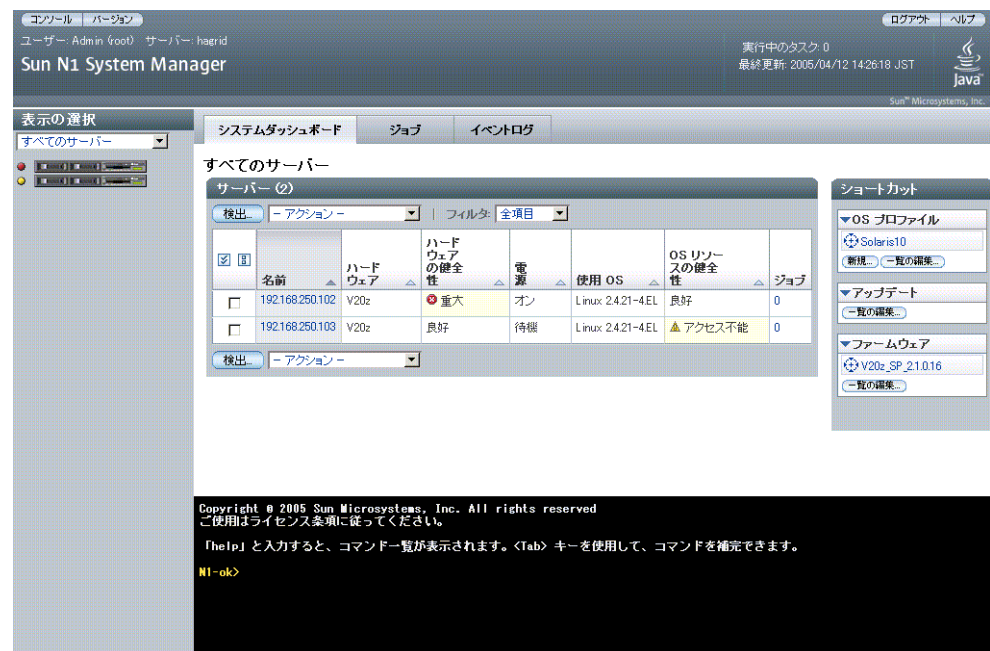 コンソール バージョン ログアウト ヘルプ
ユーザー: Admin (root) サーバー: hagrid
Sun N1 System Manager
実行中のタスク: 0
最終更新: 2005/04/12 14:26:18 JST
Java
Sun™ Microsystems, Inc.
表示の選択
すべてのサーバー
システムダッシュボード ジョブ イベントログ
すべてのサーバー
サーバー (2)
検出... - アクション - | フィルタ: 全項目
名前 ハードウェア ハードウェアの健全性 電源 使用 OS OS リソースの健全性 ジョブ
192.168.250.102 V20z 重大 オン Linux 2.4.21-4.EL 良好 0
192.168.250.103 V20z 良好 待機 Linux 2.4.21-4.EL アクセス不能 0
検出... - アクション -
ショートカット
▼OS プロファイル
Solaris10
新規... 一覧の編集...
▼アップデート
一覧の編集...
▼ファームウェア
V20z_SP_2.1.0.16
一覧の編集...
Copyright © 2005 Sun Microsystems, Inc. All rights reserved
ご使用はライセンス条項に従ってください。
「help」と入力すると、コマンド一覧が表示されます。<Tab> キーを使用して、コマンドを補完できます。
N1-ok>